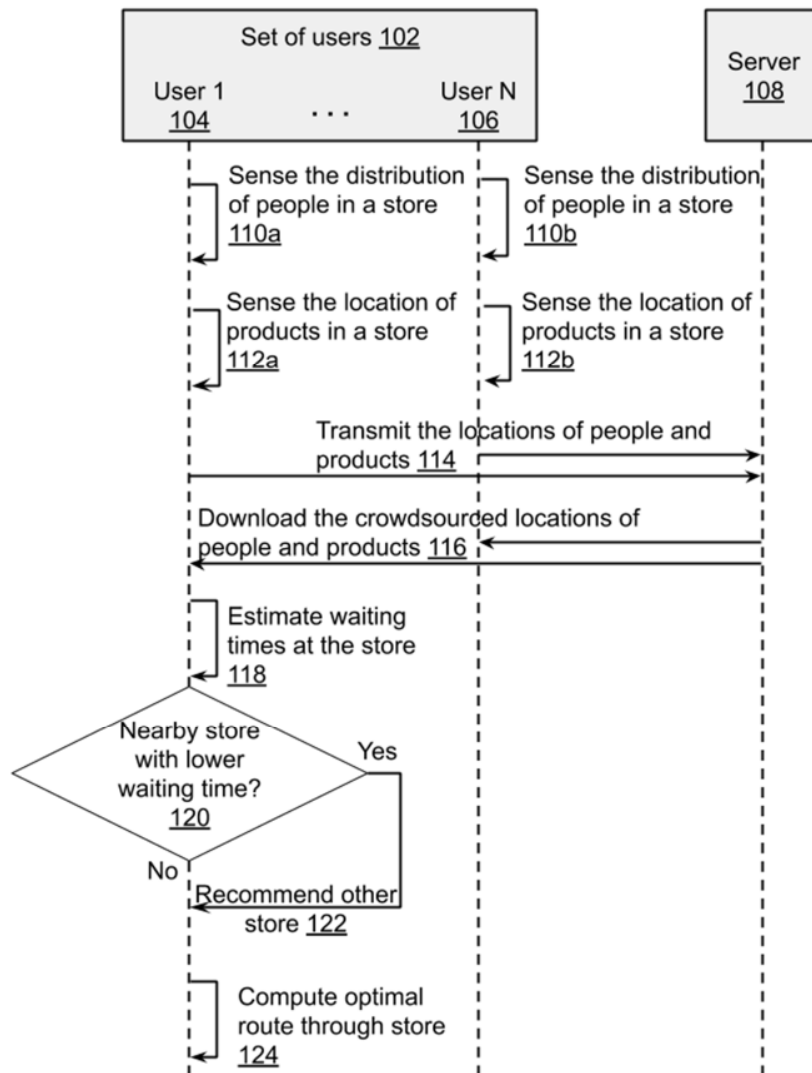 Set of users 102
User 1
104
. . .
User N
106
Server
108
Sense the distribution
of people in a store
110a
Sense the distribution
of people in a store
110b
Sense the location of
products in a store
112a
Sense the location of
products in a store
112b
Transmit the locations of people and
products 114
Download the crowdsourced locations of
people and products 116
Estimate waiting
times at the store
118
Nearby store
with lower
waiting time?
120
Yes
No
Recommend other
store 122
Compute optimal
route through store
124